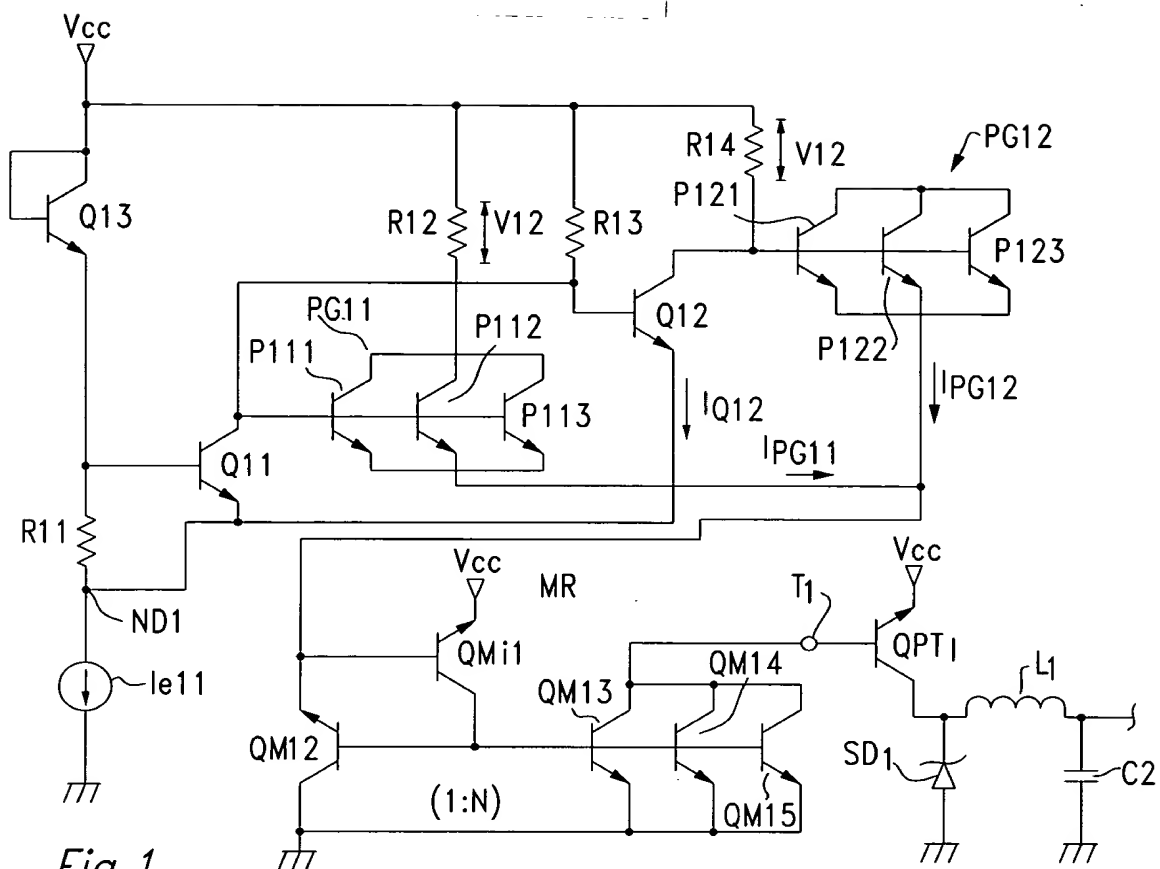 Vcc
R14
V12
PG12
P121
Q13
R12
V12
R13
P123
PG11
P112
Q12
P122
P111
IQ12
IPG12
P113
Q11
IPG11
R11
Vcc
MR
T1
Vcc
ND1
QMi1
QPT1
Ie11
QM13
QM14
L1
QM12
SD1
C2
(1:N)
QM15
Fig. 1